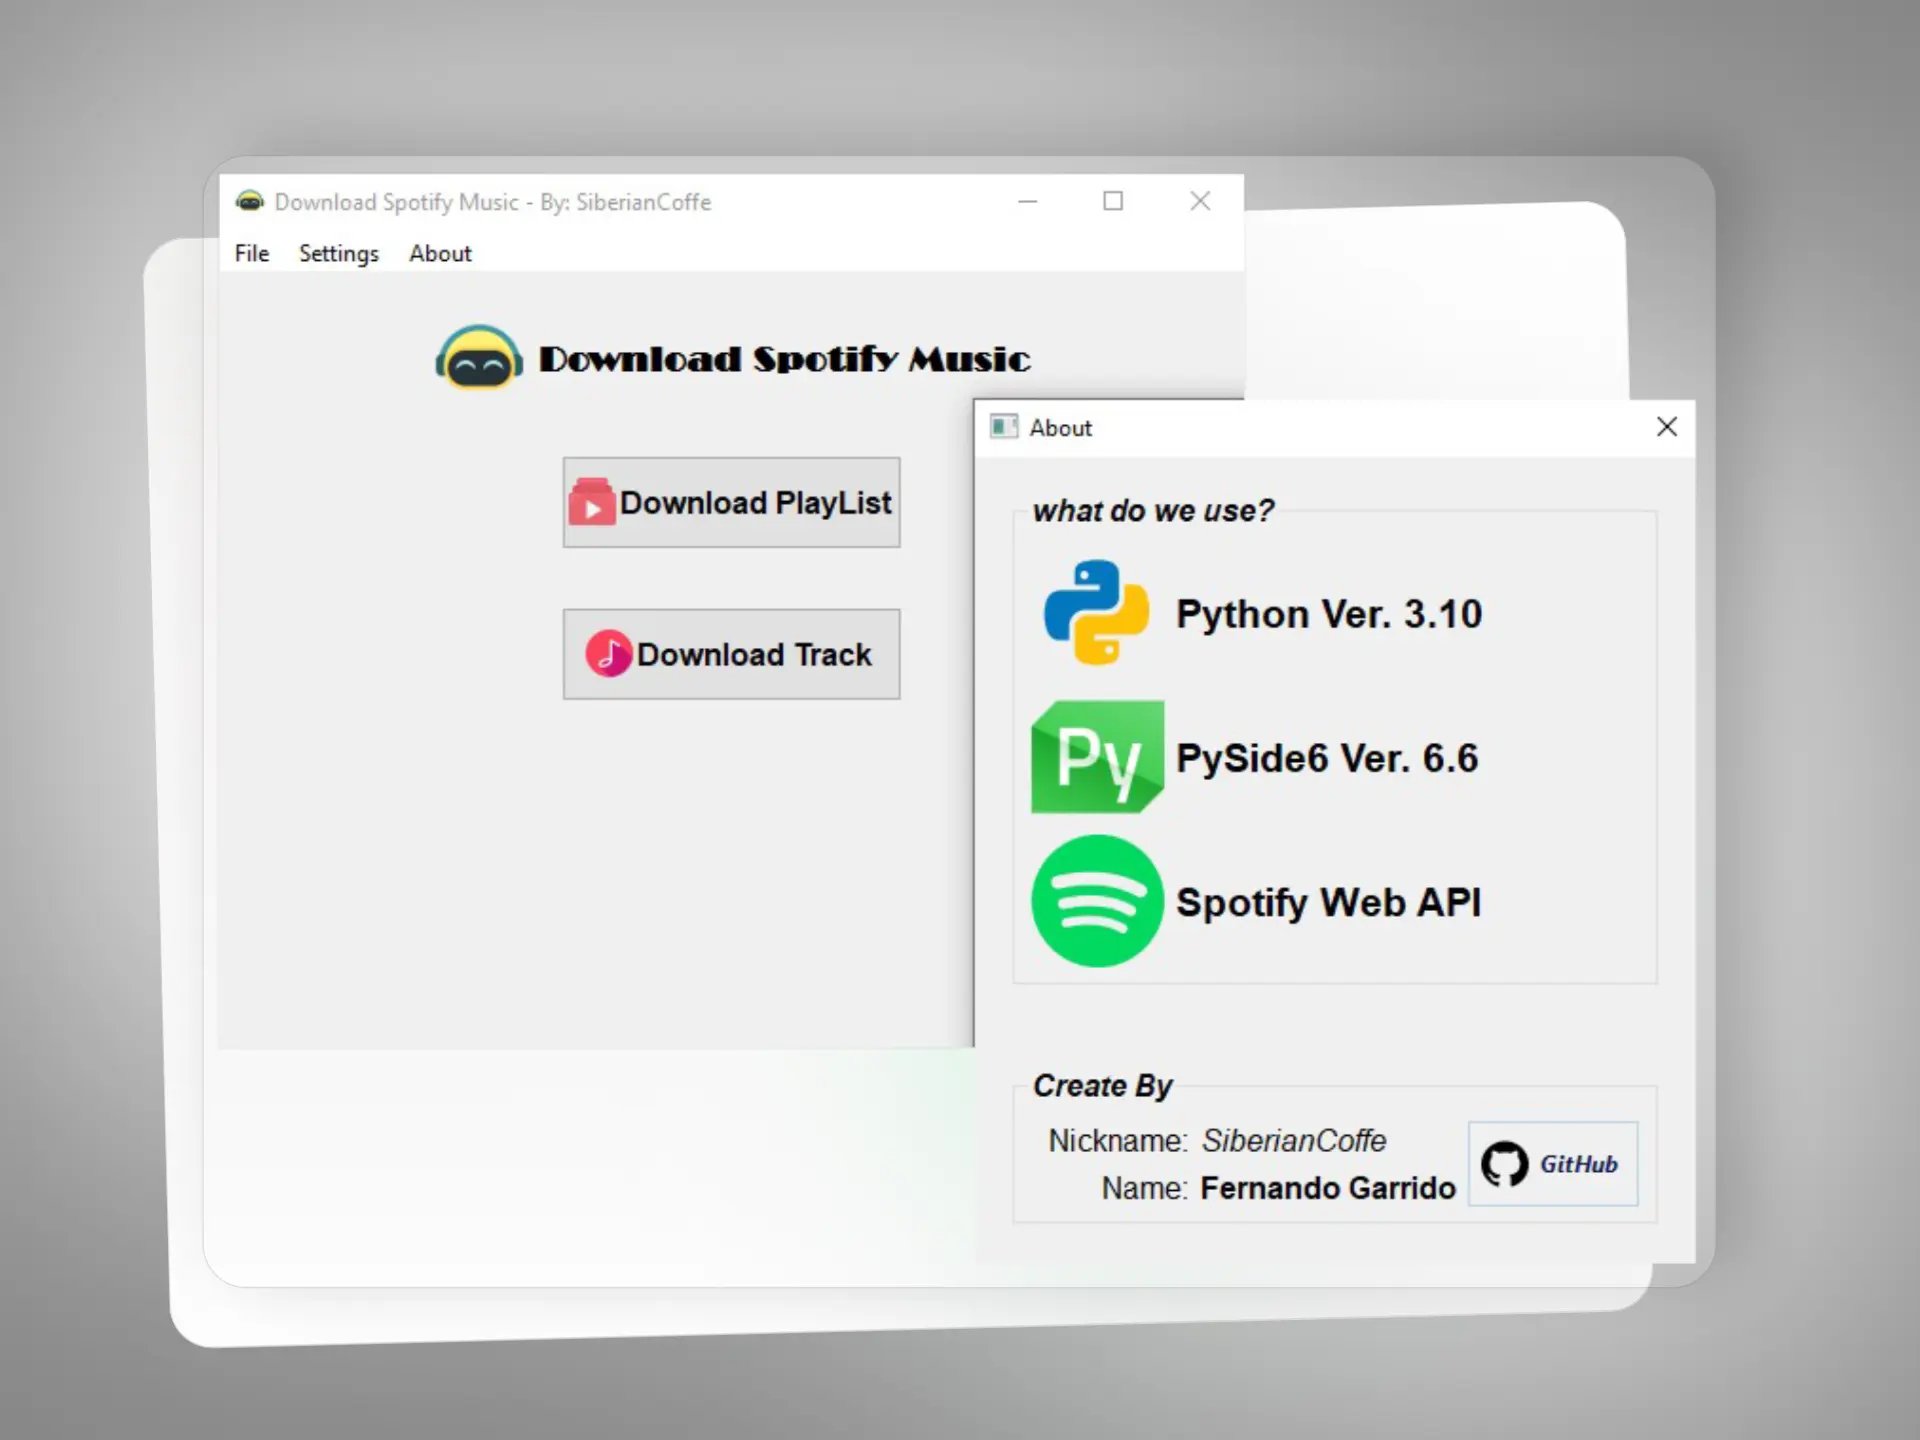 Download Spotify Music - By: SiberianCoffe
File Settings About
Download Spotify Music
Download PlayList
Download Track
About
what do we use?
Python Ver. 3.10
Py
PySide6 Ver. 6.6
Spotify Web API
Create By
Nickname: SiberianCoffe
Name: Fernando Garrido
GitHub